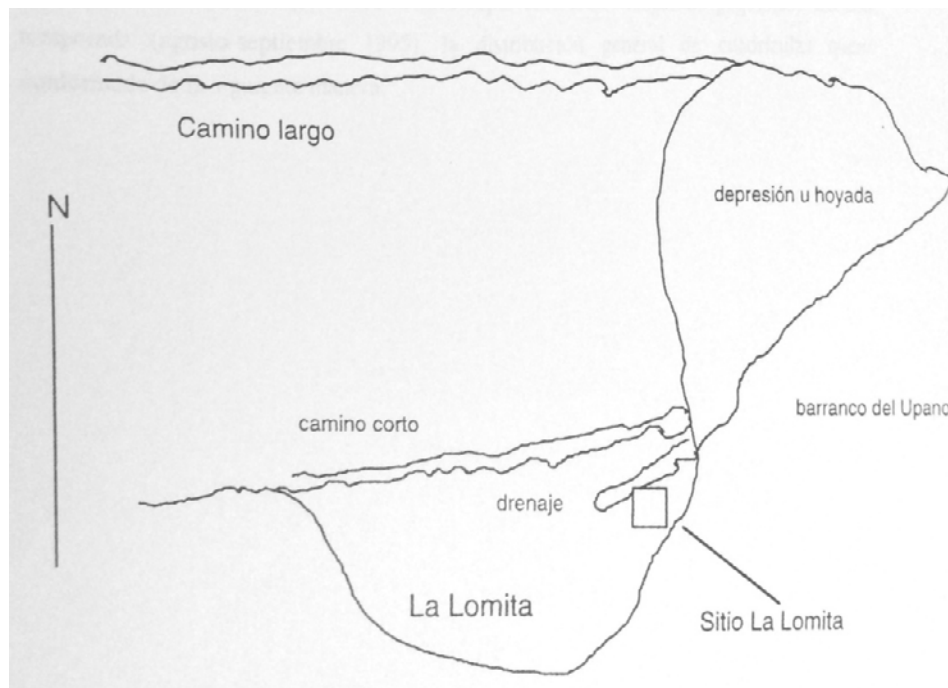 Camino largo
N
depresión u hoyada
barranco del Upano
camino corto
drenaje
La Lomita
Sitio La Lomita